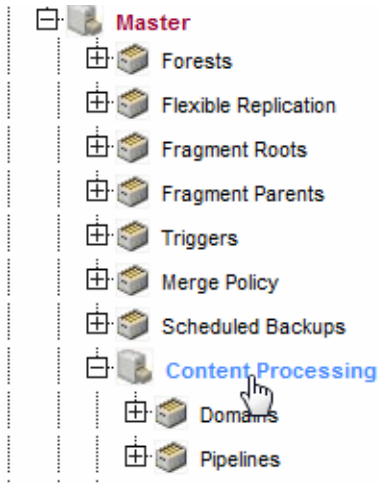 Master
Forests
Flexible Replication
Fragment Roots
Fragment Parents
Triggers
Merge Policy
Scheduled Backups
Content Processing
Domains
Pipelines